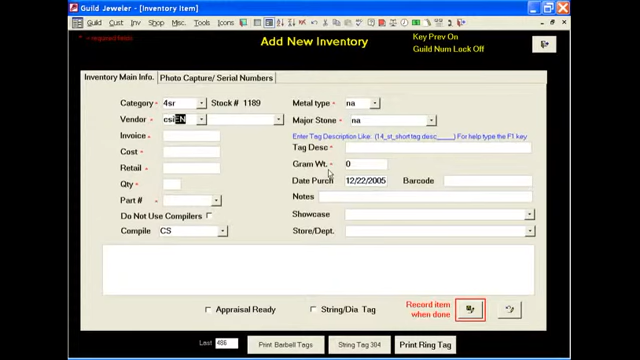 Guild Jeweler - [Inventory Item]
Guild Cust Inv Shop About
* = required fields
Add New Inventory
Key Prev On
Guild Num Lock Off
Inventory Main Info. Photo Capture/ Serial Numbers
Category * 4sr Stock # 1189 Metal type * na
Vendor * csiEN Major Stone * na
Invoice * Enter Tag Description Like: (14_st_short tag desc____) For help type the F1 key
Cost * Tag Desc *
Retail * Gram Wt. * 0
Qty * Date Purch 12/22/2005 Barcode
Part # * Notes
Do Not Use Compilers Showcase
Compile CS Store/Dept.
Appraisal Ready String/Dia Tag Record item when done
Last 486 Print Barbell Tags String Tag 304 Print Ring Tag